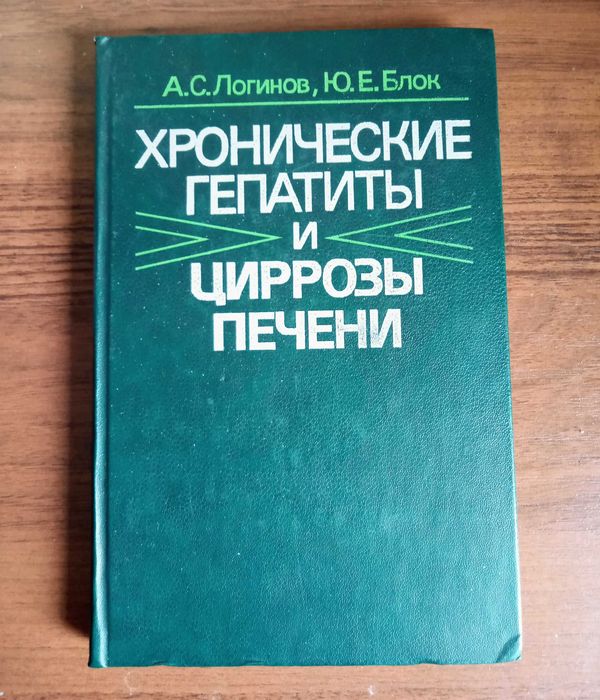 А.С.Логинов, Ю.Е.Блок
ХРОНИЧЕСКИЕ
ГЕПАТИТЫ
и
ЦИРРОЗЫ
ПЕЧЕНИ